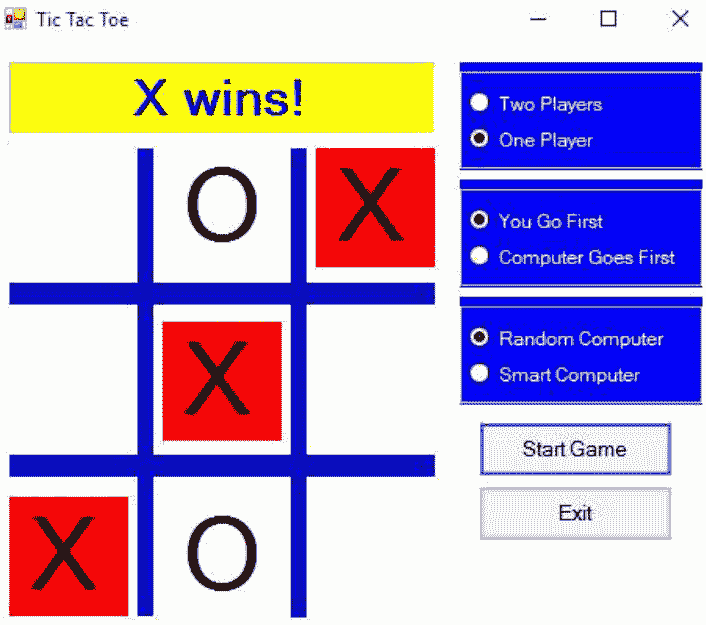 Tic Tac Toe
X wins!
O X
X
X O
Two Players
One Player
You Go First
Computer Goes First
Random Computer
Smart Computer
Start Game
Exit